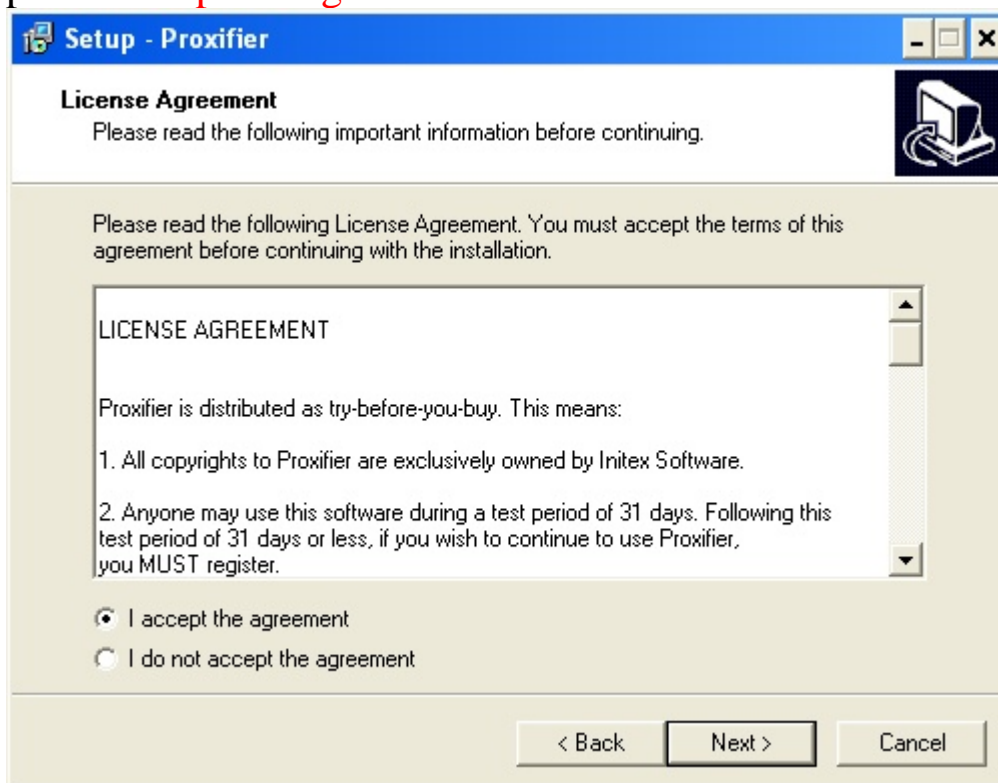 Setup - Proxifier
License Agreement
Please read the following important information before continuing.
Please read the following License Agreement. You must accept the terms of this
agreement before continuing with the installation.
LICENSE AGREEMENT
Proxifier is distributed as try-before-you-buy. This means:
1. All copyrights to Proxifier are exclusively owned by Initex Software.
2. Anyone may use this software during a test period of 31 days. Following this
test period of 31 days or less, if you wish to continue to use Proxifier,
you MUST register.
I accept the agreement
I do not accept the agreement
< Back
Next >
Cancel